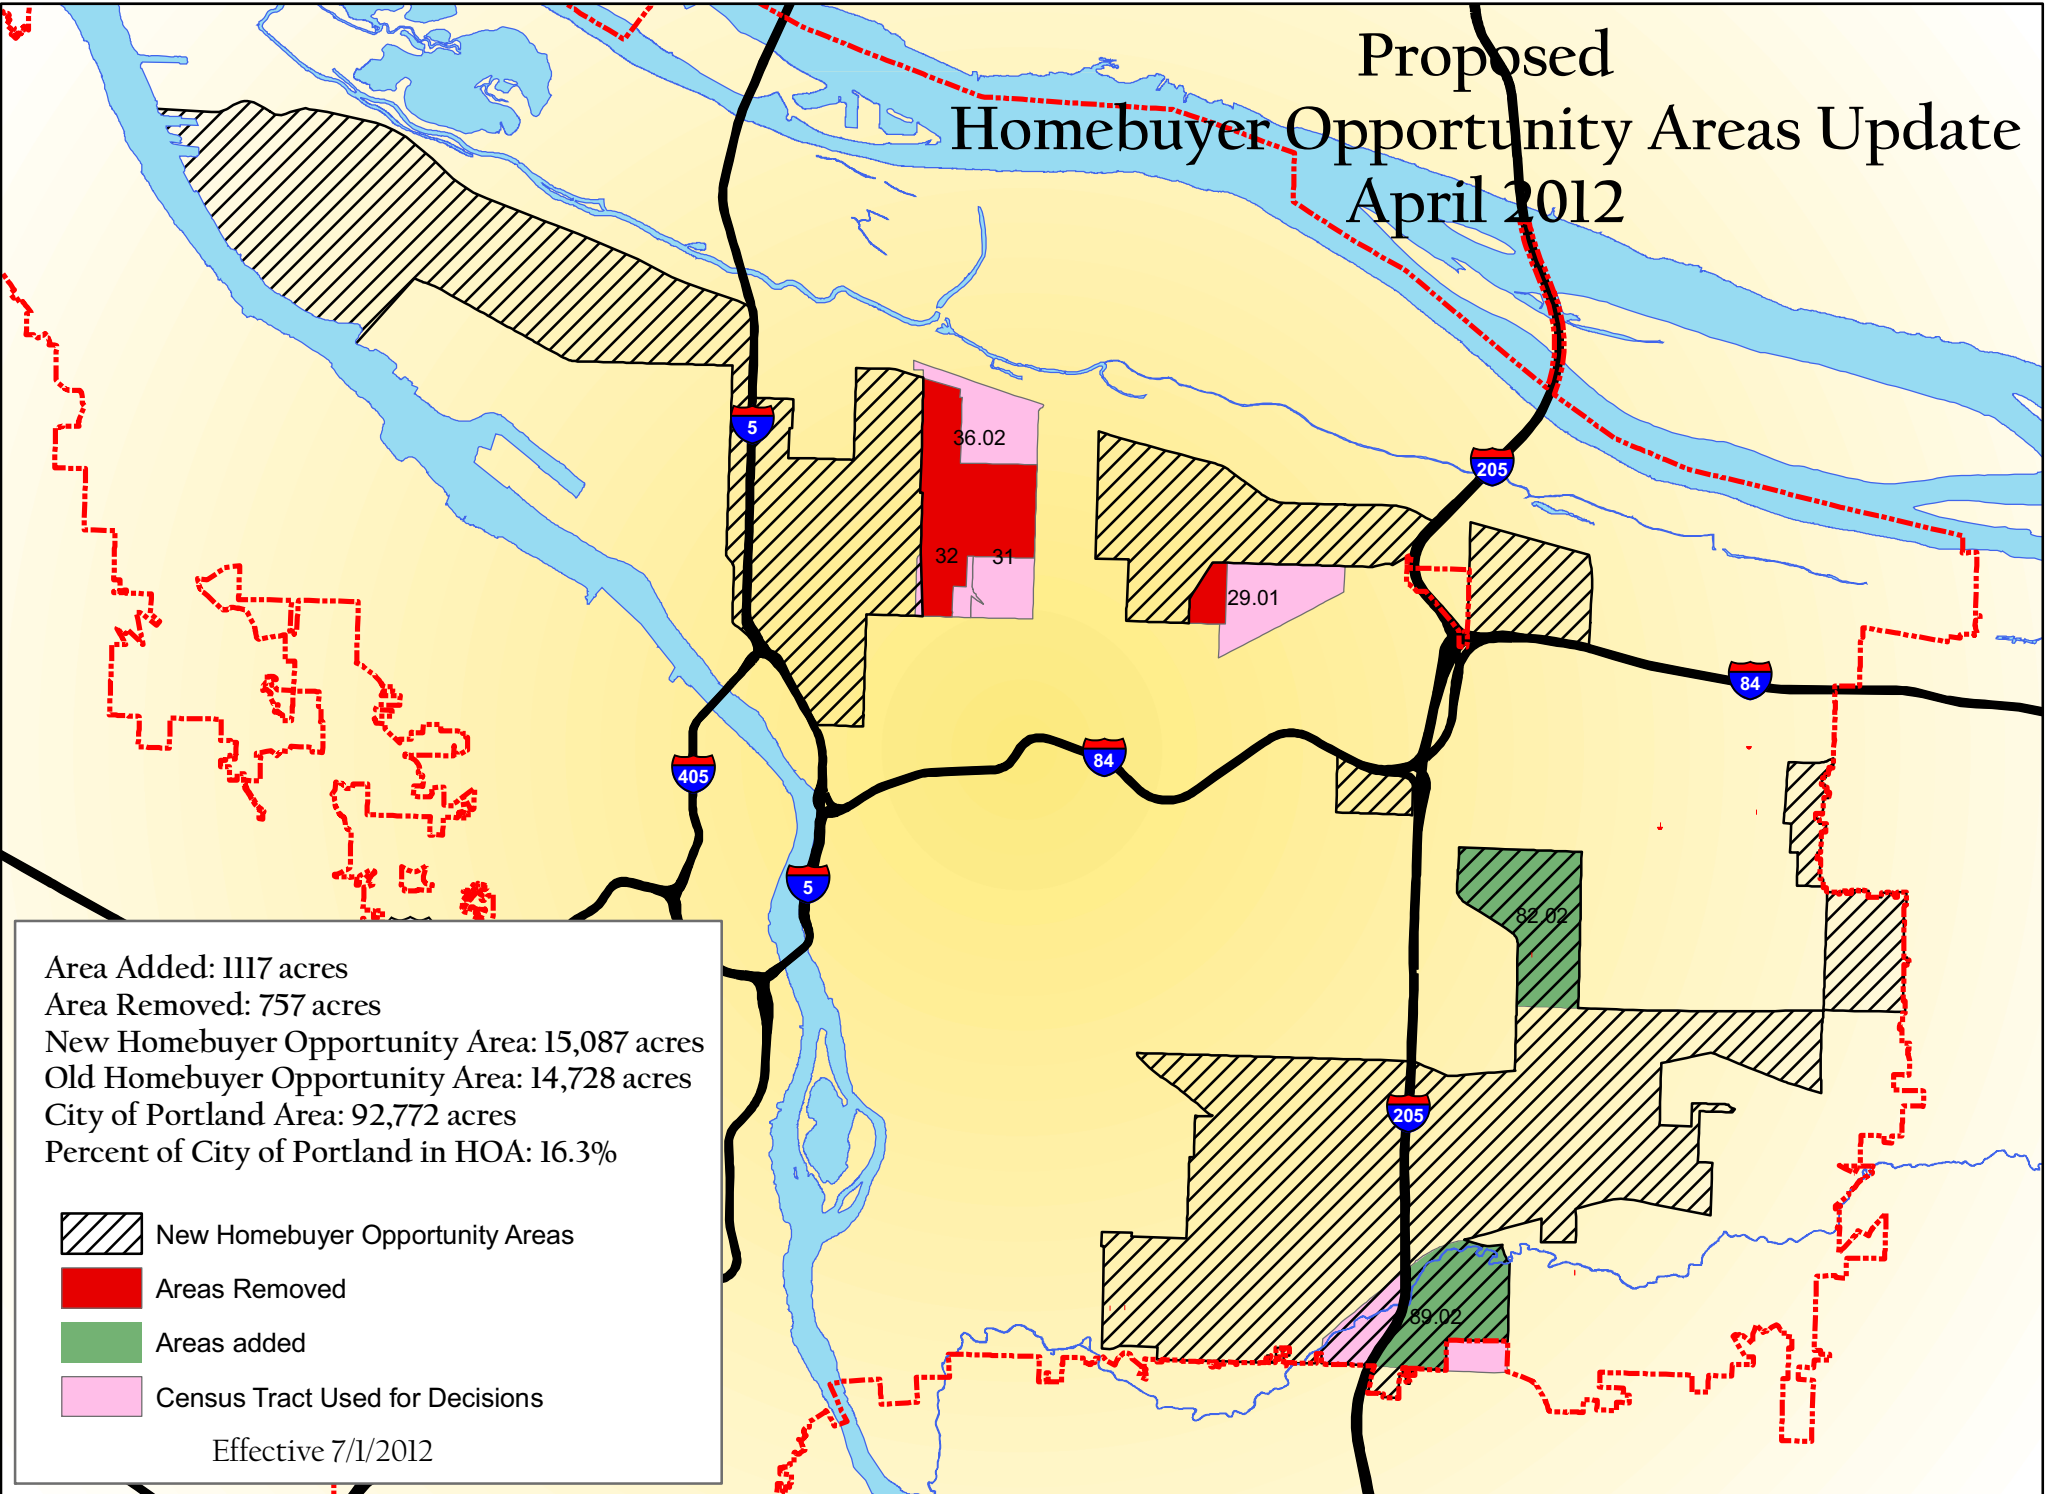 Proposed
Homebuyer Opportunity Areas Update
April 2012
5
36.02
205
32
31
29.01
84
405
84
5
82.02
205
89.02
Area Added: 1117 acres
Area Removed: 757 acres
New Homebuyer Opportunity Area: 15,087 acres
Old Homebuyer Opportunity Area: 14,728 acres
City of Portland Area: 92,772 acres
Percent of City of Portland in HOA: 16.3%
New Homebuyer Opportunity Areas
Areas Removed
Areas added
Census Tract Used for Decisions
Effective 7/1/2012